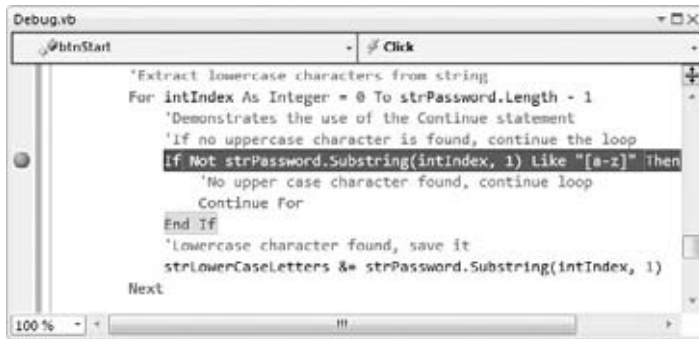 Debug.vb
btnStart
Click
'Extract lowercase characters from string
For intIndex As Integer = 0 To strPassword.Length - 1
'Demonstrates the use of the Continue statement
'If no uppercase character is found, continue the loop
If Not strPassword.Substring(intIndex, 1) Like "[a-z]" Then
'No upper case character found, continue loop
Continue For
End If
'Lowercase character found, save it
strLowerCaseLetters &= strPassword.Substring(intIndex, 1)
Next
100 %